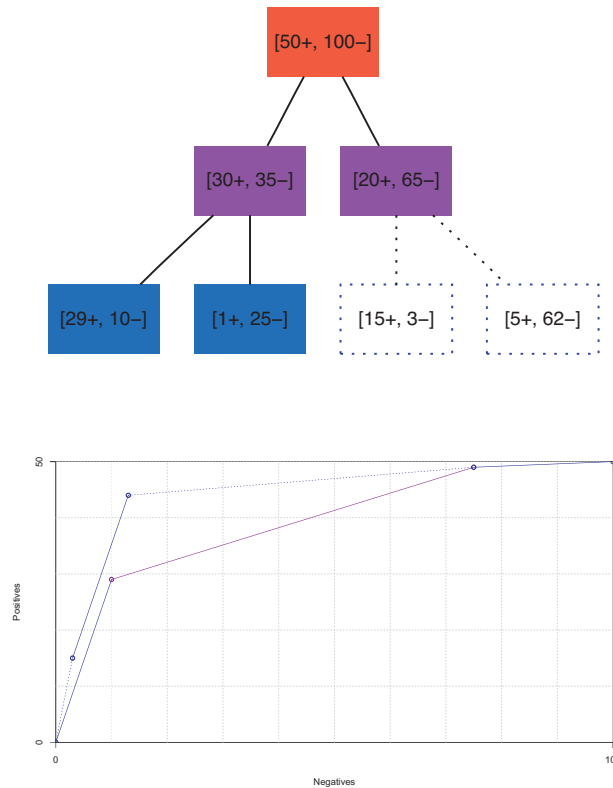 [50+, 100−]
[30+, 35−] [20+, 65−]
[29+, 10−] [1+, 25−] [15+, 3−] [5+, 62−]
50
Positives
0
0 10
Negatives